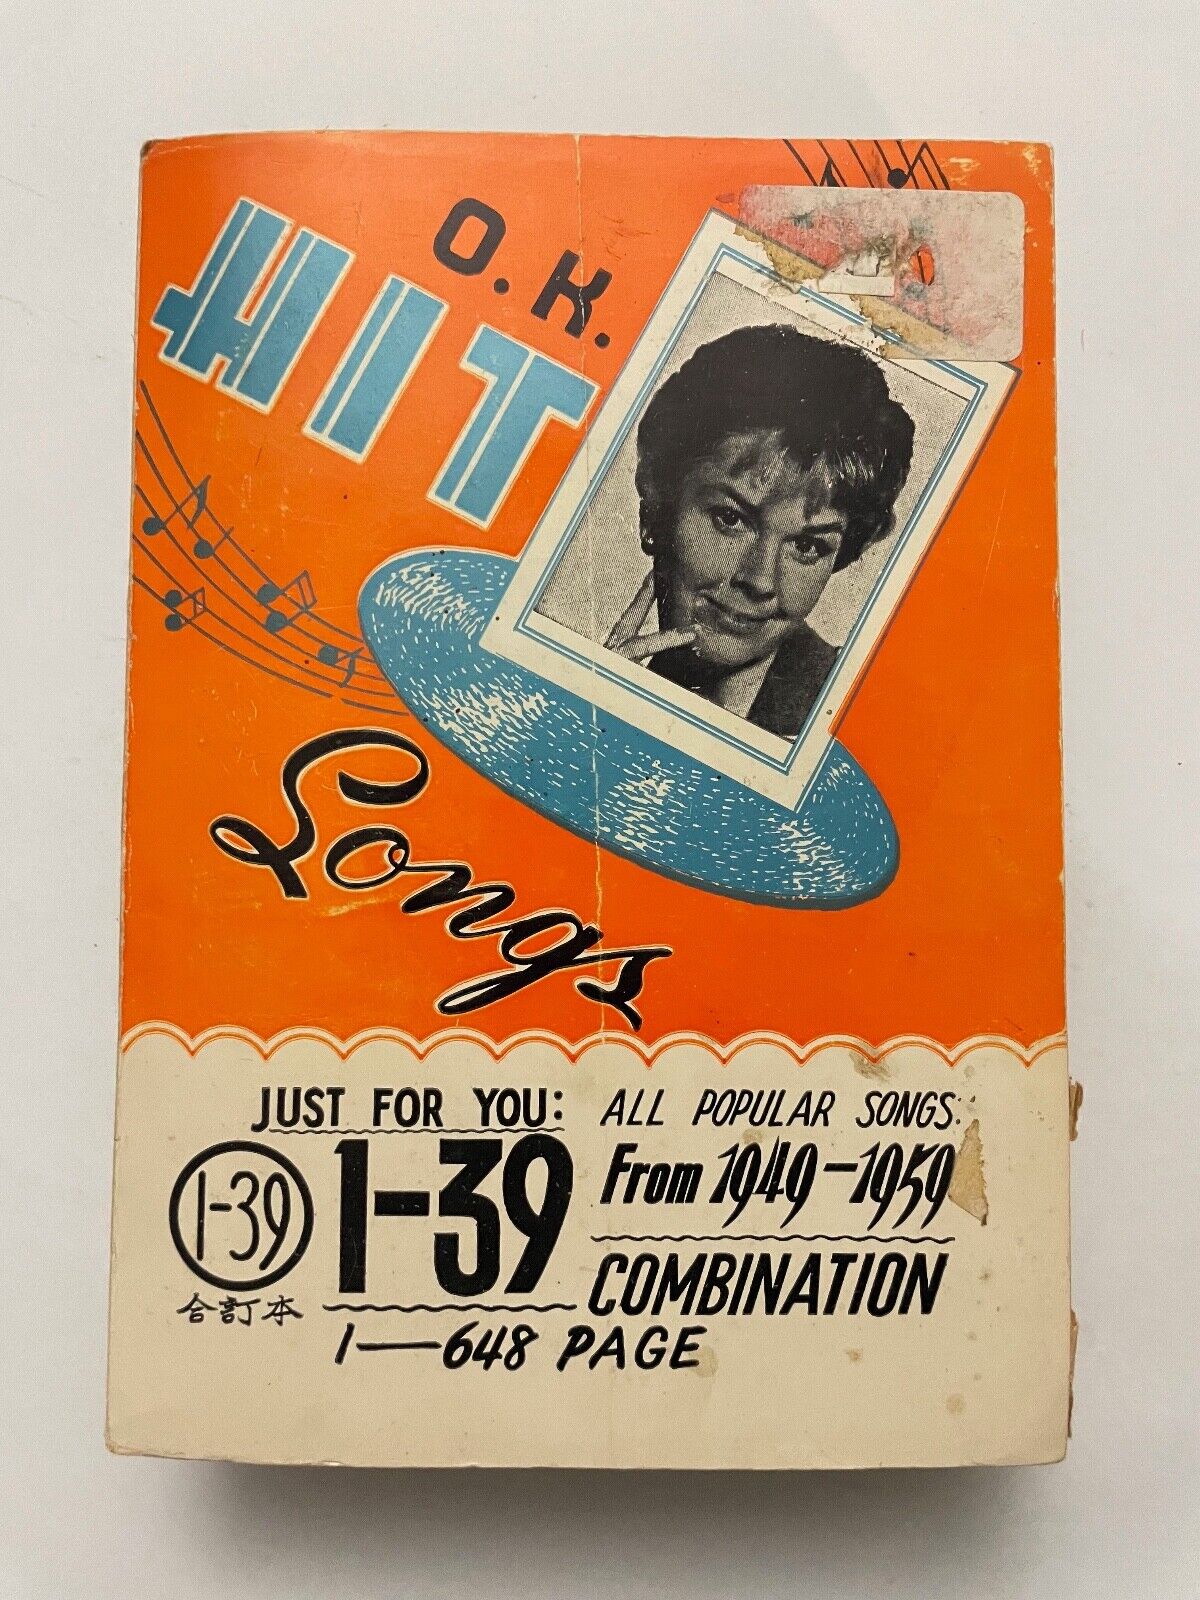 O.K.
HIT
Songs
JUST FOR YOU:
1-39
1-39
合訂本
1—648 PAGE
ALL POPULAR SONGS:
From 1949-1959
COMBINATION